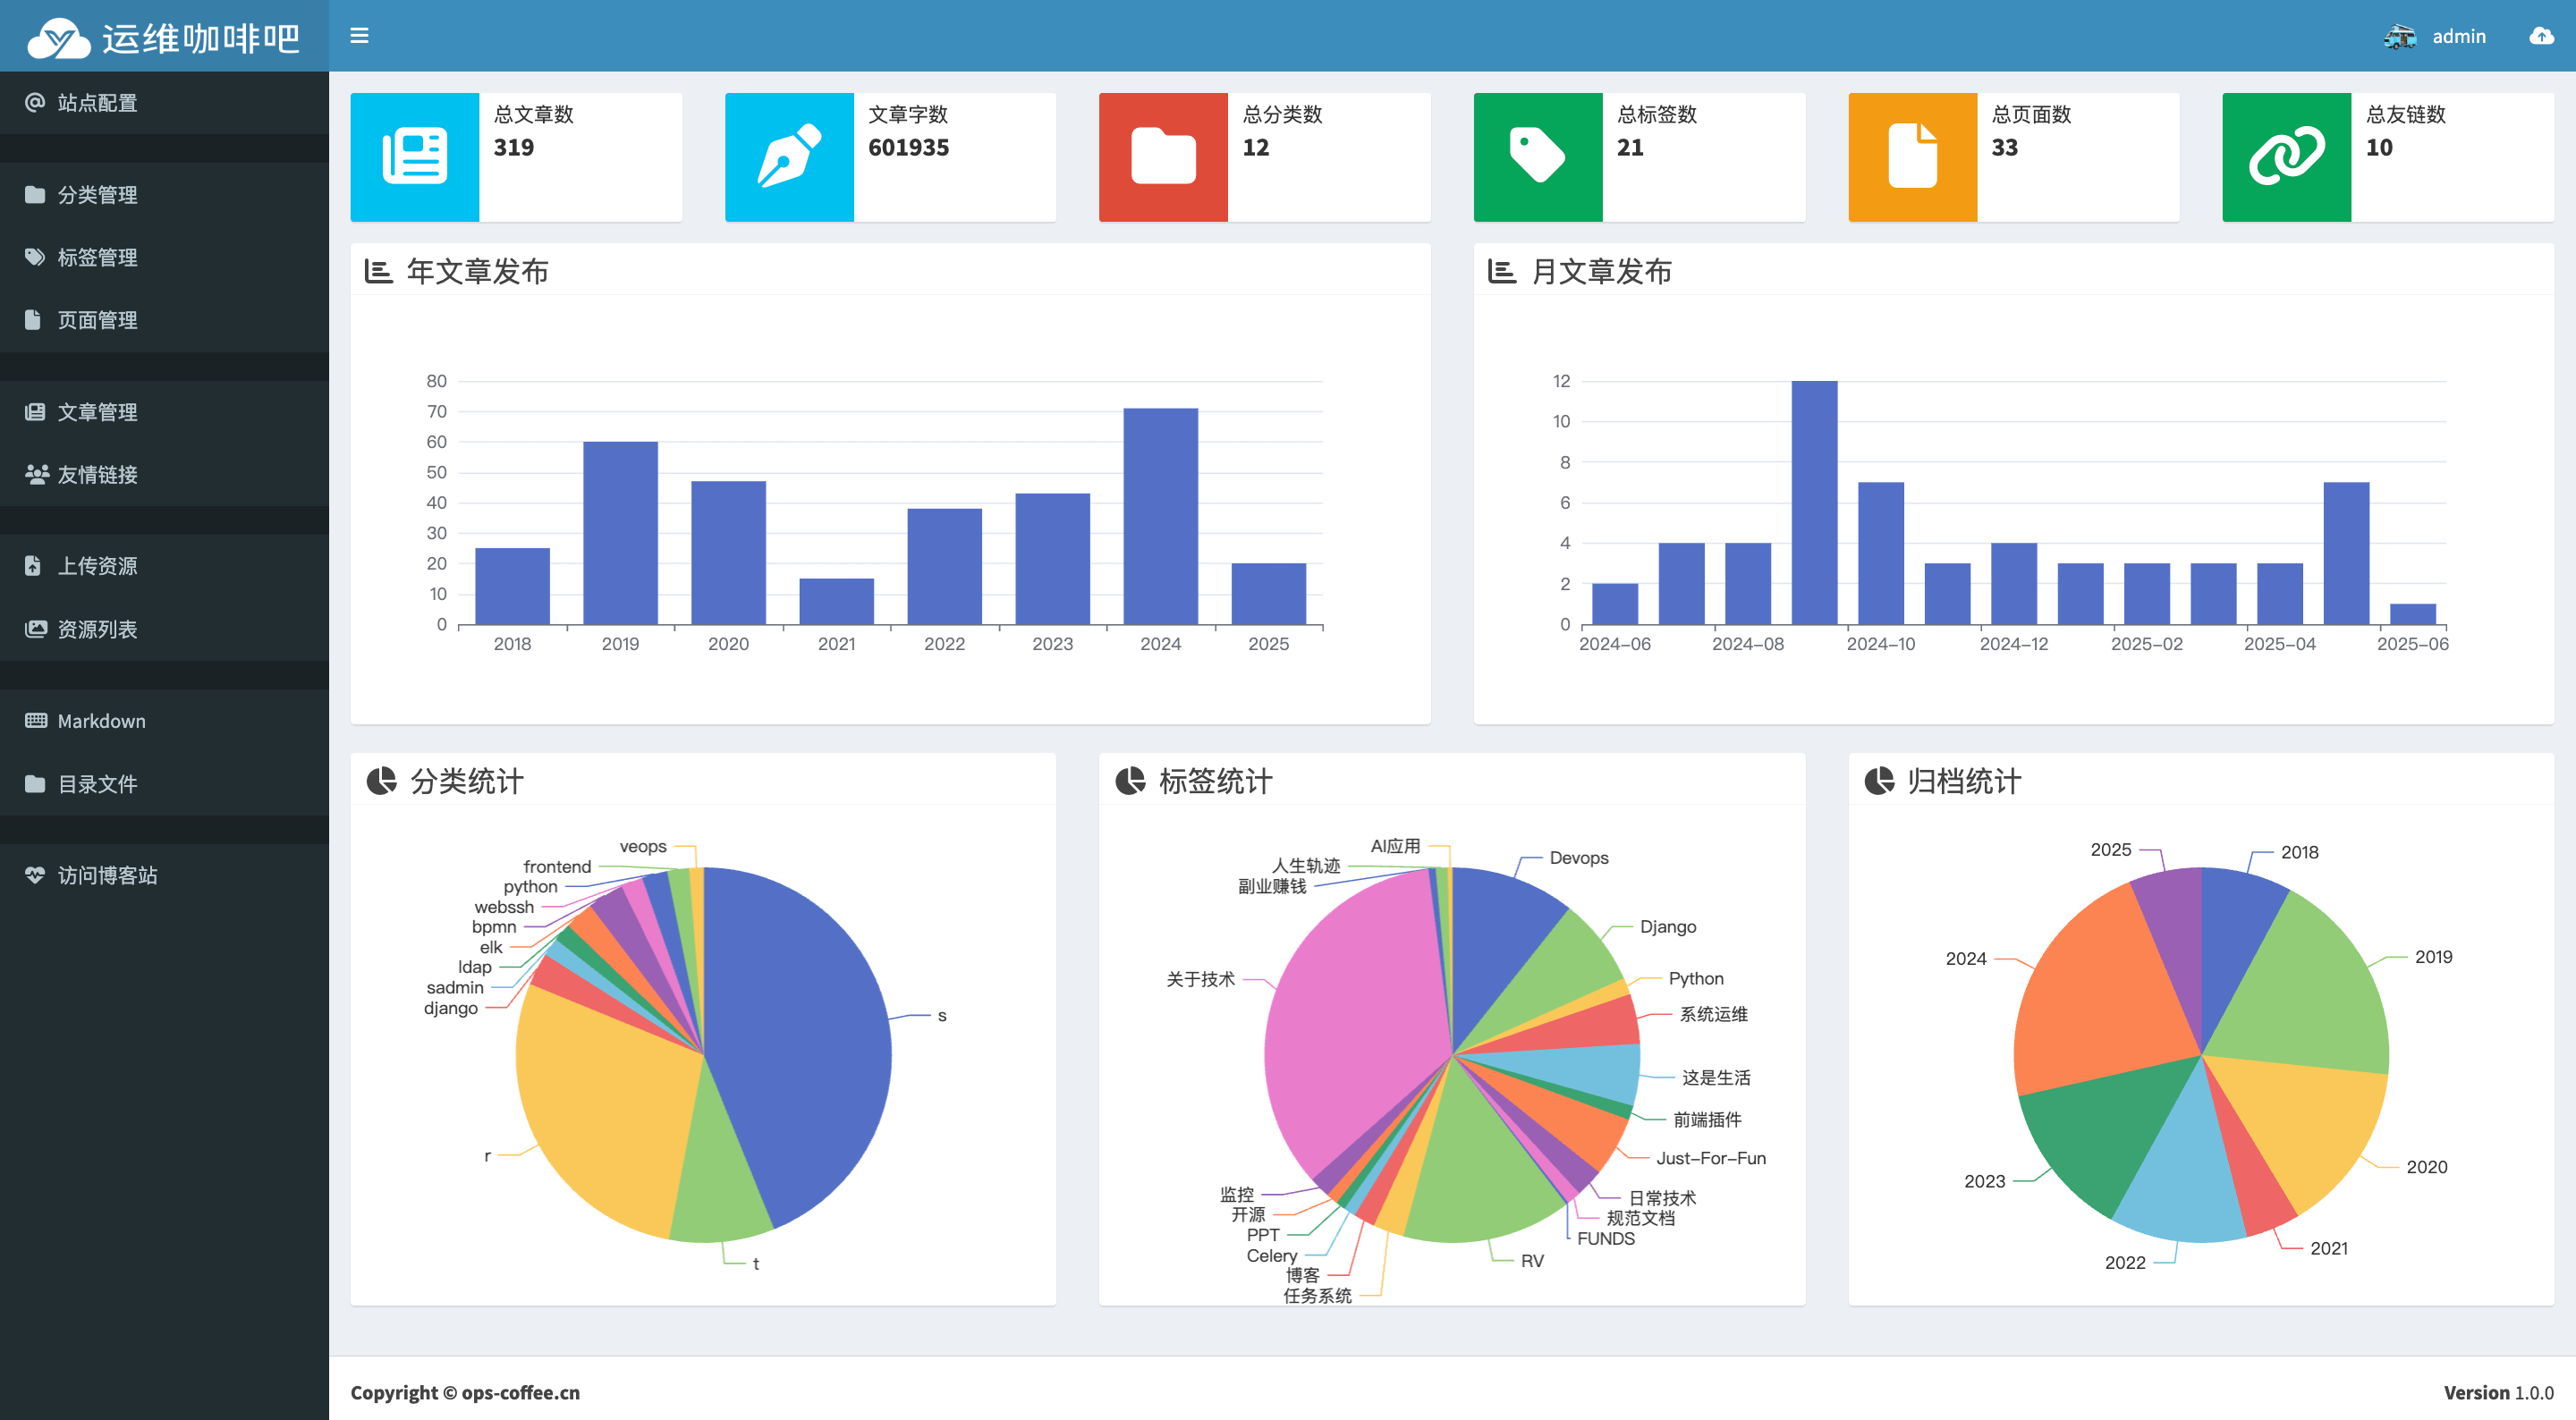 运维咖啡吧
admin
站点配置
分类管理
标签管理
页面管理
文章管理
友情链接
上传资源
资源列表
Markdown
目录文件
访问博客站
总文章数
319
文章字数
601935
总分类数
12
总标签数
21
总页面数
33
总友链数
10
年文章发布
80
70
60
50
40
30
20
10
0
2018 2019 2020 2021 2022 2023 2024 2025
月文章发布
12
10
8
6
4
2
0
2024-06 2024-08 2024-10 2024-12 2025-02 2025-04 2025-06
分类统计
veops
frontend
python
webssh
bpmn
elk
ldap
sadmin
django
s
r
t
标签统计
AI应用
人生轨迹
副业赚钱
关于技术
Devops
Django
Python
系统运维
这是生活
前端插件
Just-For-Fun
日常技术
规范文档
FUNDS
RV
监控
开源
PPT
Celery
博客
任务系统
归档统计
2025
2018
2024
2019
2023
2020
2022
2021
Copyright © ops-coffee.cn
Version 1.0.0